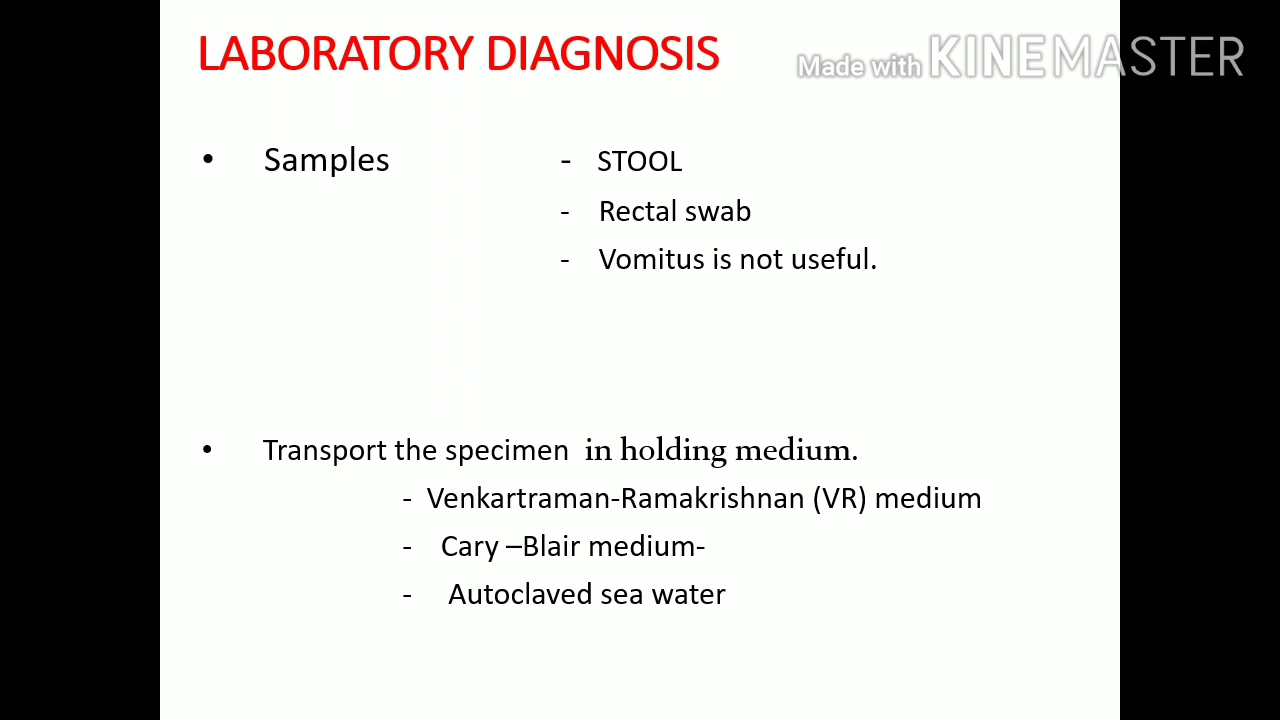 LABORATORY DIAGNOSIS
Made with KINEMASTER
• Samples - STOOL
- Rectal swab
- Vomitus is not useful.
• Transport the specimen in holding medium.
- Venkartraman-Ramakrishnan (VR) medium
- Cary –Blair medium-
- Autoclaved sea water